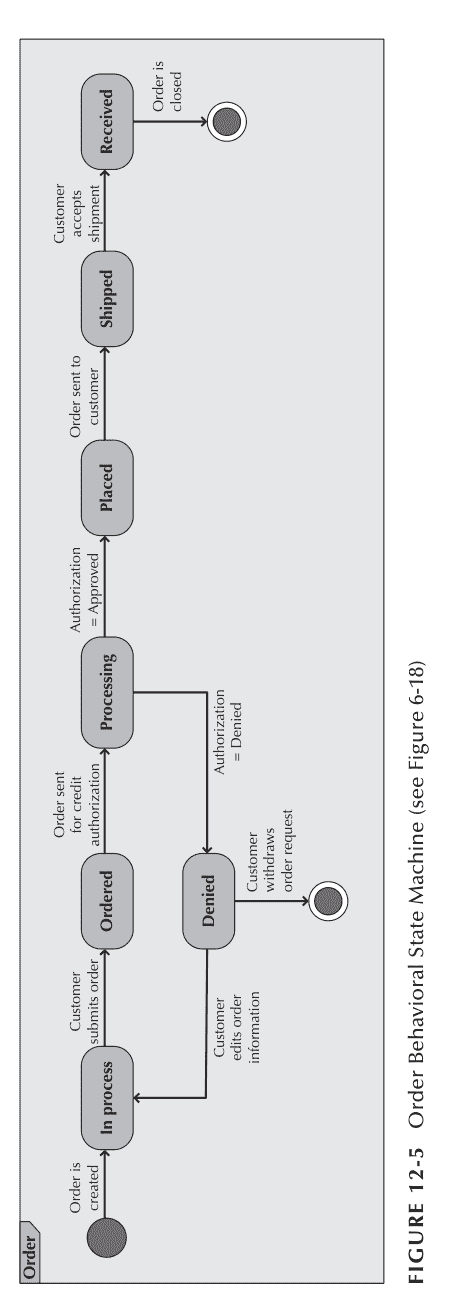 Order
Order is
created
In process
Customer
submits order
Ordered
Order sent
for credit
authorization
Processing
Authorization
= Approved
Placed
Order sent to
customer
Shipped
Customer
accepts
shipment
Received
Order is
closed
Authorization
= Denied
Denied
Customer
edits order
information
Customer
withdraws
order request
FIGURE 12-5 Order Behavioral State Machine (see Figure 6-18)